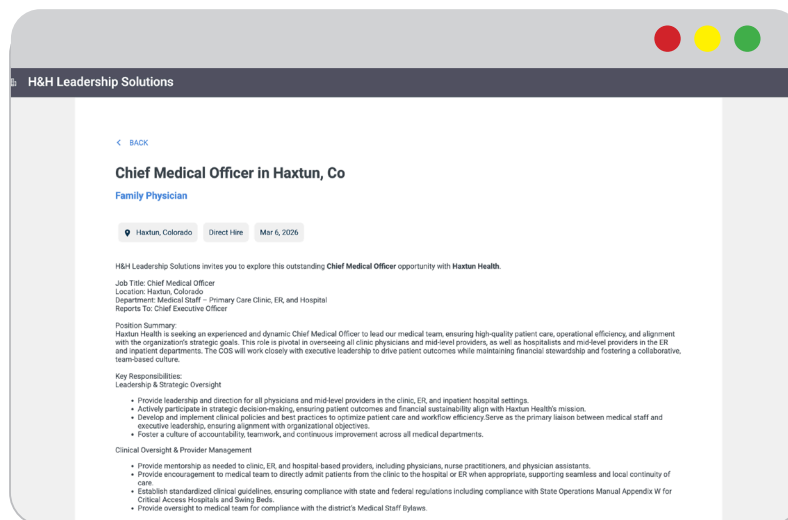 H&H Leadership Solutions
BACK
Chief Medical Officer in Haxtun, Co
Family Physician
Haxtun, Colorado
Direct Hire
Mar 6, 2026
H&H Leadership Solutions invites you to explore this outstanding Chief Medical Officer opportunity with Haxtun Health.
Job Title: Chief Medical Officer
Location: Haxtun, Colorado
Department: Medical Staff – Primary Care Clinic, ER, and Hospital
Reports To: Chief Executive Officer
Position Summary:
Haxtun Health is seeking an experienced and dynamic Chief Medical Officer to lead our medical team, ensuring high-quality patient care, operational efficiency, and alignment
with the organization's strategic goals. This role is pivotal in overseeing all clinic physicians and mid-level providers, as well as hospitalists and mid-level providers in the ER
and inpatient departments. The COS will work closely with executive leadership to drive patient outcomes while maintaining financial stewardship and fostering a collaborative,
team-based culture.
Key Responsibilities:
Leadership & Strategic Oversight
• Provide leadership and direction for all physicians and mid-level providers in the clinic, ER, and inpatient hospital settings.
• Actively participate in strategic decision-making, ensuring patient outcomes and financial sustainability align with Haxtun Health's mission.
• Develop and implement clinical policies and best practices to optimize patient care and workflow efficiency.Serve as the primary liaison between medical staff and
executive leadership, ensuring alignment with organizational objectives.
• Foster a culture of accountability, teamwork, and continuous improvement across all medical departments.
Clinical Oversight & Provider Management
• Provide mentorship as needed to clinic, ER, and hospital-based providers, including physicians, nurse practitioners, and physician assistants.
• Provide encouragement to medical team to directly admit patients from the clinic to the hospital or ER when appropriate, supporting seamless and local continuity of
care.
• Establish standardized clinical guidelines, ensuring compliance with state and federal regulations including compliance with State Operations Manual Appendix W for
Critical Access Hospitals and Swing Beds.
• Provide oversight to medical team for compliance with the district's Medical Staff Bylaws.